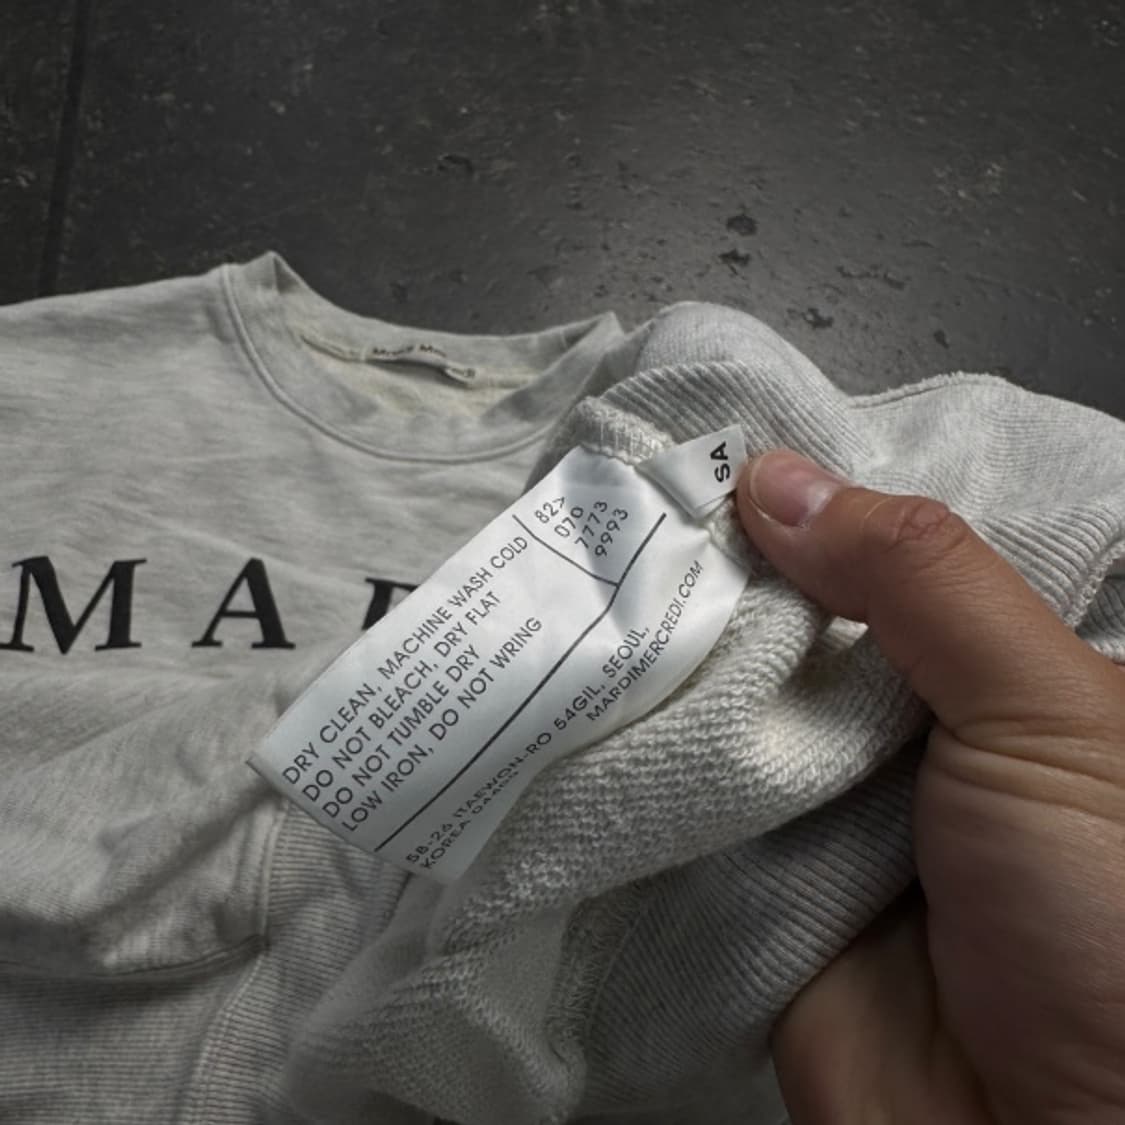 SA
82>
070
7773
9993
DRY CLEAN, MACHINE WASH COLD
DO NOT BLEACH, DRY FLAT
DO NOT TUMBLE DRY
LOW IRON, DO NOT WRING
58-26 ITAEWON-RO 54GIL, SEOUL,
KOREA 04400
MARDIMERCREDI.COM
MA